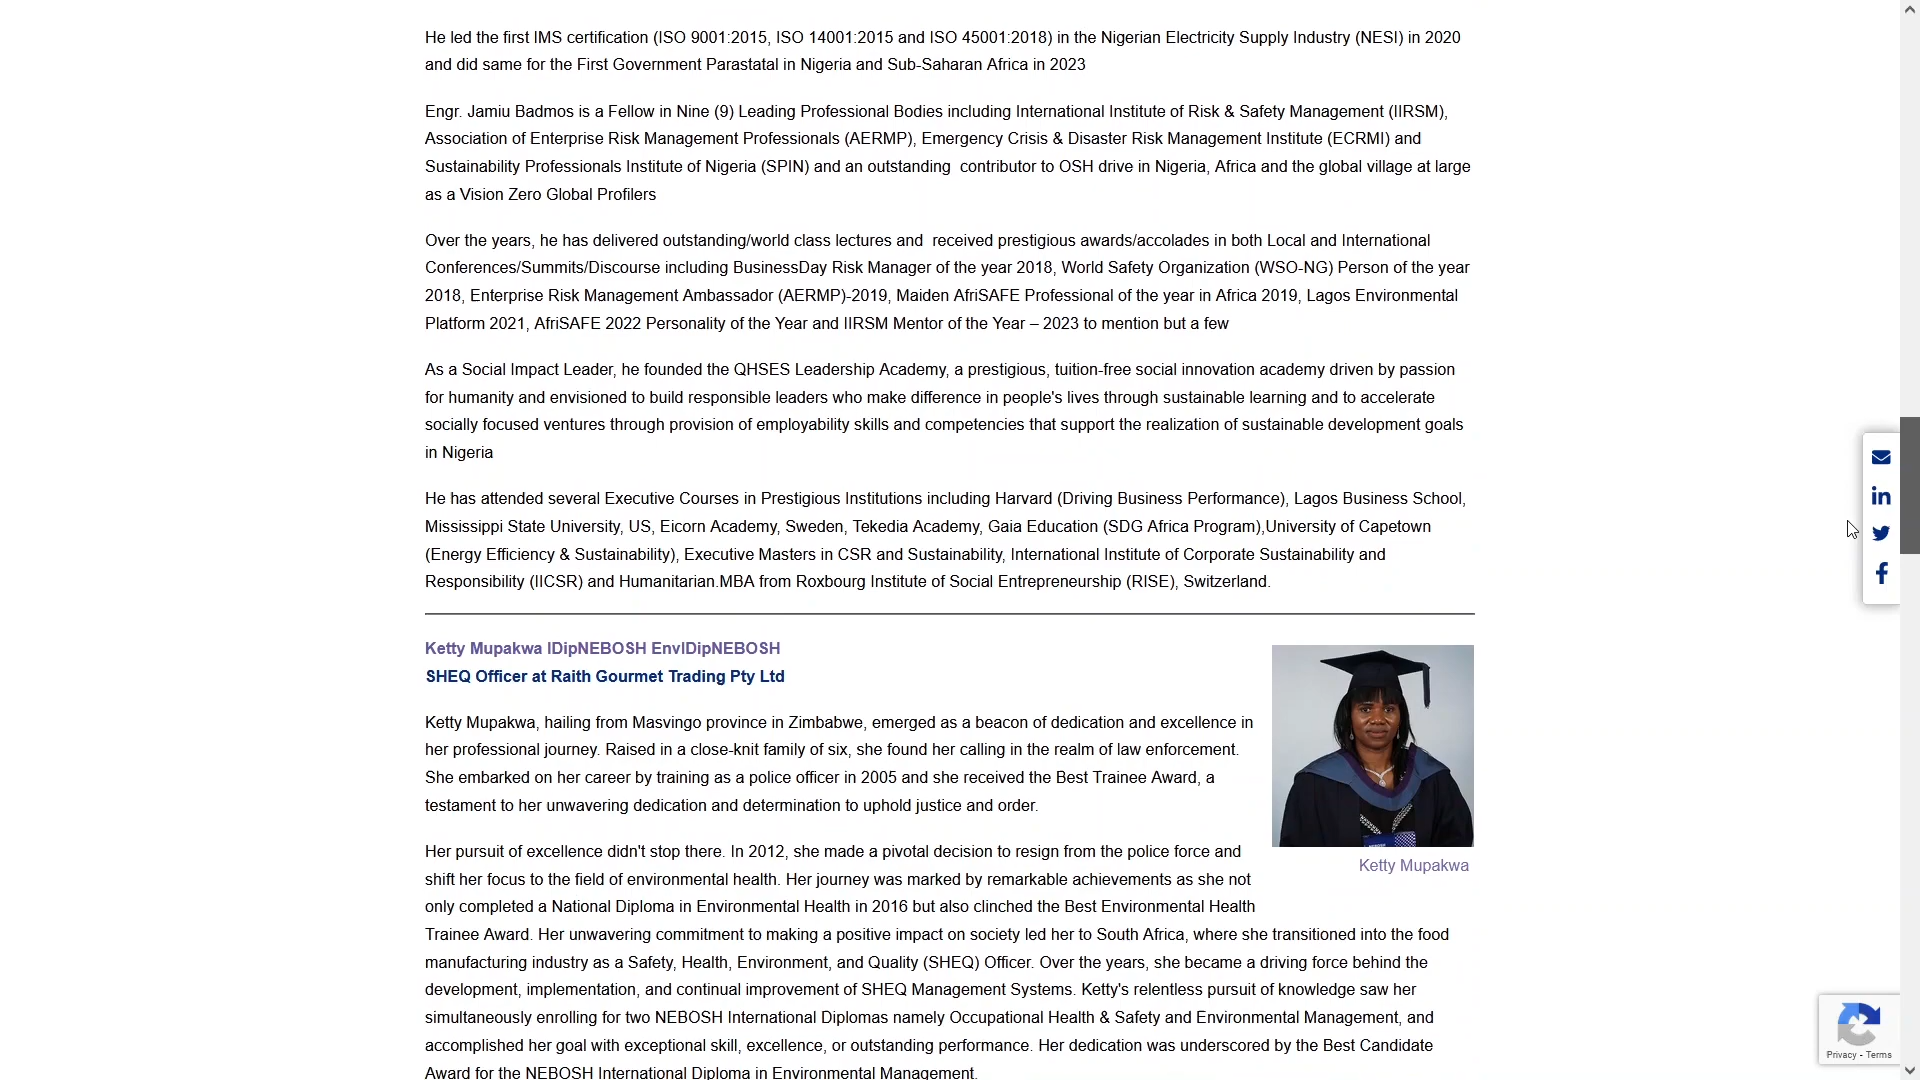 He led the first IMS certification (ISO 9001:2015, ISO 14001:2015 and ISO 45001:2018) in the Nigerian Electricity Supply Industry (NESI) in 2020
and did same for the First Government Parastatal in Nigeria and Sub-Saharan Africa in 2023
Engr. Jamiu Badmos is a Fellow in Nine (9) Leading Professional Bodies including International Institute of Risk & Safety Management (IIRSM),
Association of Enterprise Risk Management Professionals (AERMP), Emergency Crisis & Disaster Risk Management Institute (ECRMI) and
Sustainability Professionals Institute of Nigeria (SPIN) and an outstanding  contributor to OSH drive in Nigeria, Africa and the global village at large
as a Vision Zero Global Profilers
Over the years, he has delivered outstanding/world class lectures and  received prestigious awards/accolades in both Local and International
Conferences/Summits/Discourse including BusinessDay Risk Manager of the year 2018, World Safety Organization (WSO-NG) Person of the year
2018, Enterprise Risk Management Ambassador (AERMP)-2019, Maiden AfriSAFE Professional of the year in Africa 2019, Lagos Environmental
Platform 2021, AfriSAFE 2022 Personality of the Year and IIRSM Mentor of the Year – 2023 to mention but a few
As a Social Impact Leader, he founded the QHSES Leadership Academy, a prestigious, tuition-free social innovation academy driven by passion
for humanity and envisioned to build responsible leaders who make difference in people's lives through sustainable learning and to accelerate
socially focused ventures through provision of employability skills and competencies that support the realization of sustainable development goals
in Nigeria
He has attended several Executive Courses in Prestigious Institutions including Harvard (Driving Business Performance), Lagos Business School,
Mississippi State University, US, Eicorn Academy, Sweden, Tekedia Academy, Gaia Education (SDG Africa Program),University of Capetown
(Energy Efficiency & Sustainability), Executive Masters in CSR and Sustainability, International Institute of Corporate Sustainability and
Responsibility (IICSR) and Humanitarian.MBA from Roxbourg Institute of Social Entrepreneurship (RISE), Switzerland.
Ketty Mupakwa IDipNEBOSH EnvIDipNEBOSH
SHEQ Officer at Raith Gourmet Trading Pty Ltd
Ketty Mupakwa, hailing from Masvingo province in Zimbabwe, emerged as a beacon of dedication and excellence in
her professional journey. Raised in a close-knit family of six, she found her calling in the realm of law enforcement.
She embarked on her career by training as a police officer in 2005 and she received the Best Trainee Award, a
testament to her unwavering dedication and determination to uphold justice and order.
Ketty Mupakwa
Her pursuit of excellence didn't stop there. In 2012, she made a pivotal decision to resign from the police force and
shift her focus to the field of environmental health. Her journey was marked by remarkable achievements as she not
only completed a National Diploma in Environmental Health in 2016 but also clinched the Best Environmental Health
Trainee Award. Her unwavering commitment to making a positive impact on society led her to South Africa, where she transitioned into the food
manufacturing industry as a Safety, Health, Environment, and Quality (SHEQ) Officer. Over the years, she became a driving force behind the
development, implementation, and continual improvement of SHEQ Management Systems. Ketty's relentless pursuit of knowledge saw her
simultaneously enrolling for two NEBOSH International Diplomas namely Occupational Health & Safety and Environmental Management, and
accomplished her goal with exceptional skill, excellence, or outstanding performance. Her dedication was underscored by the Best Candidate
Award for the NEBOSH International Diploma in Environmental Management.
Privacy - Terms